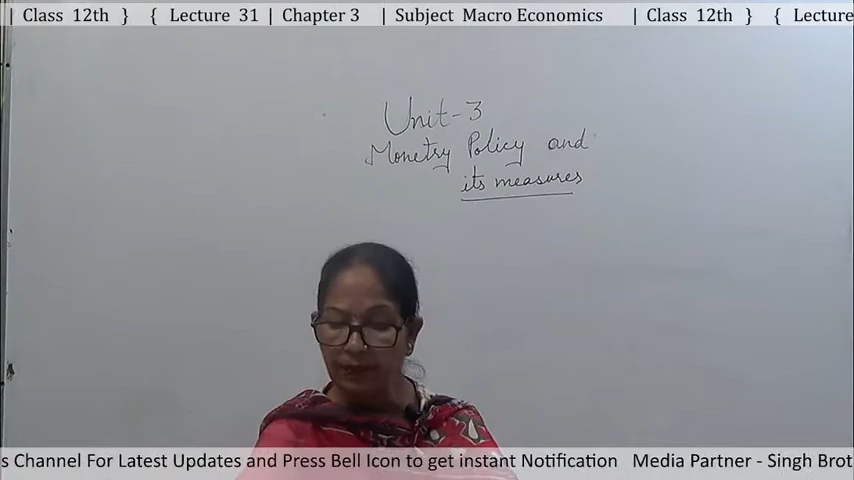 | Class 12th } { Lecture 31 | Chapter 3 | Subject Macro Economics | Class 12th } { Lecture
Unit-3
Monetry Policy and
its measures
s Channel For Latest Updates and Press Bell Icon to get instant Notification Media Partner - Singh Brot